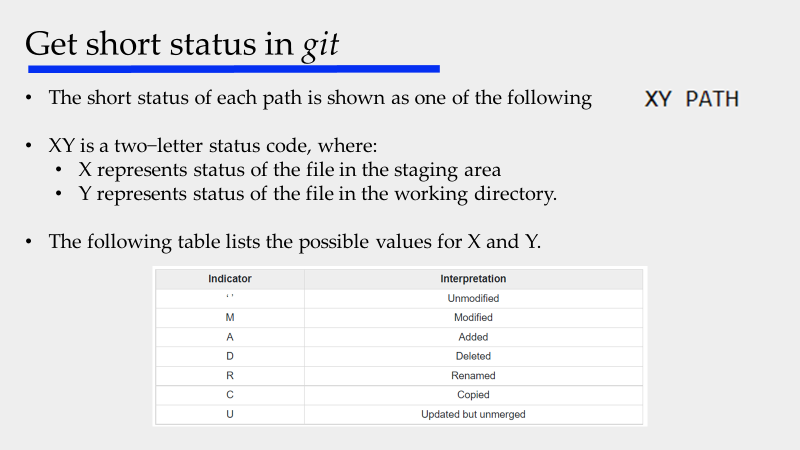 Get short status in git
• The short status of each path is shown as one of the following XY PATH
• XY is a two–letter status code, where:
• X represents status of the file in the staging area
• Y represents status of the file in the working directory.
• The following table lists the possible values for X and Y.
Indicator Interpretation
‘ ’ Unmodified
M Modified
A Added
D Deleted
R Renamed
C Copied
U Updated but unmerged